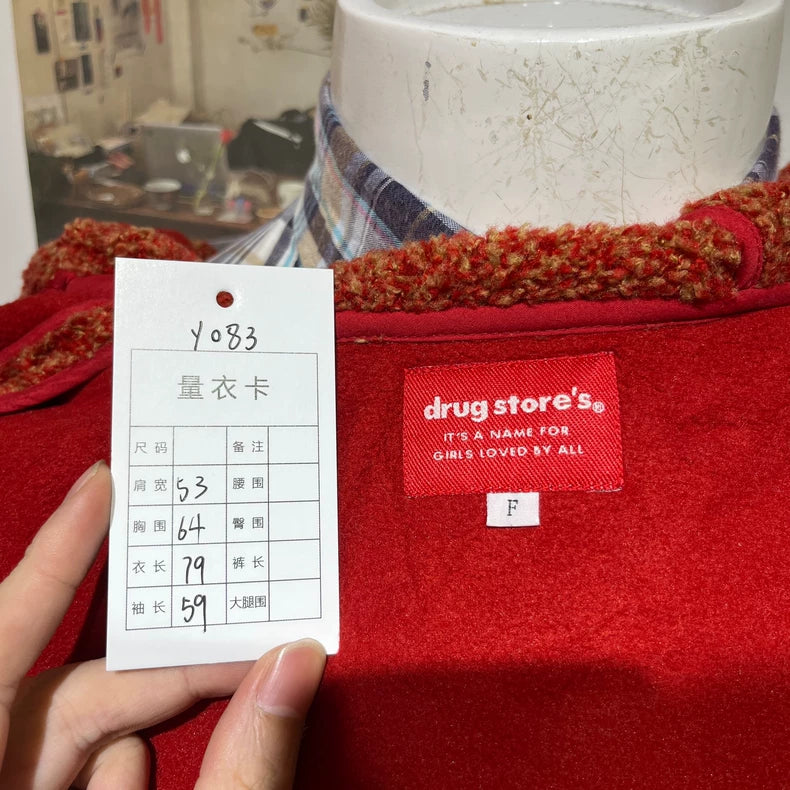 Y083
量衣卡
尺码 备注
肩宽 53 腰围
胸围 64 臀围
衣长 79 裤长
袖长 59 大腿围
drug store's®
IT'S A NAME FOR
GIRLS LOVED BY ALL
F